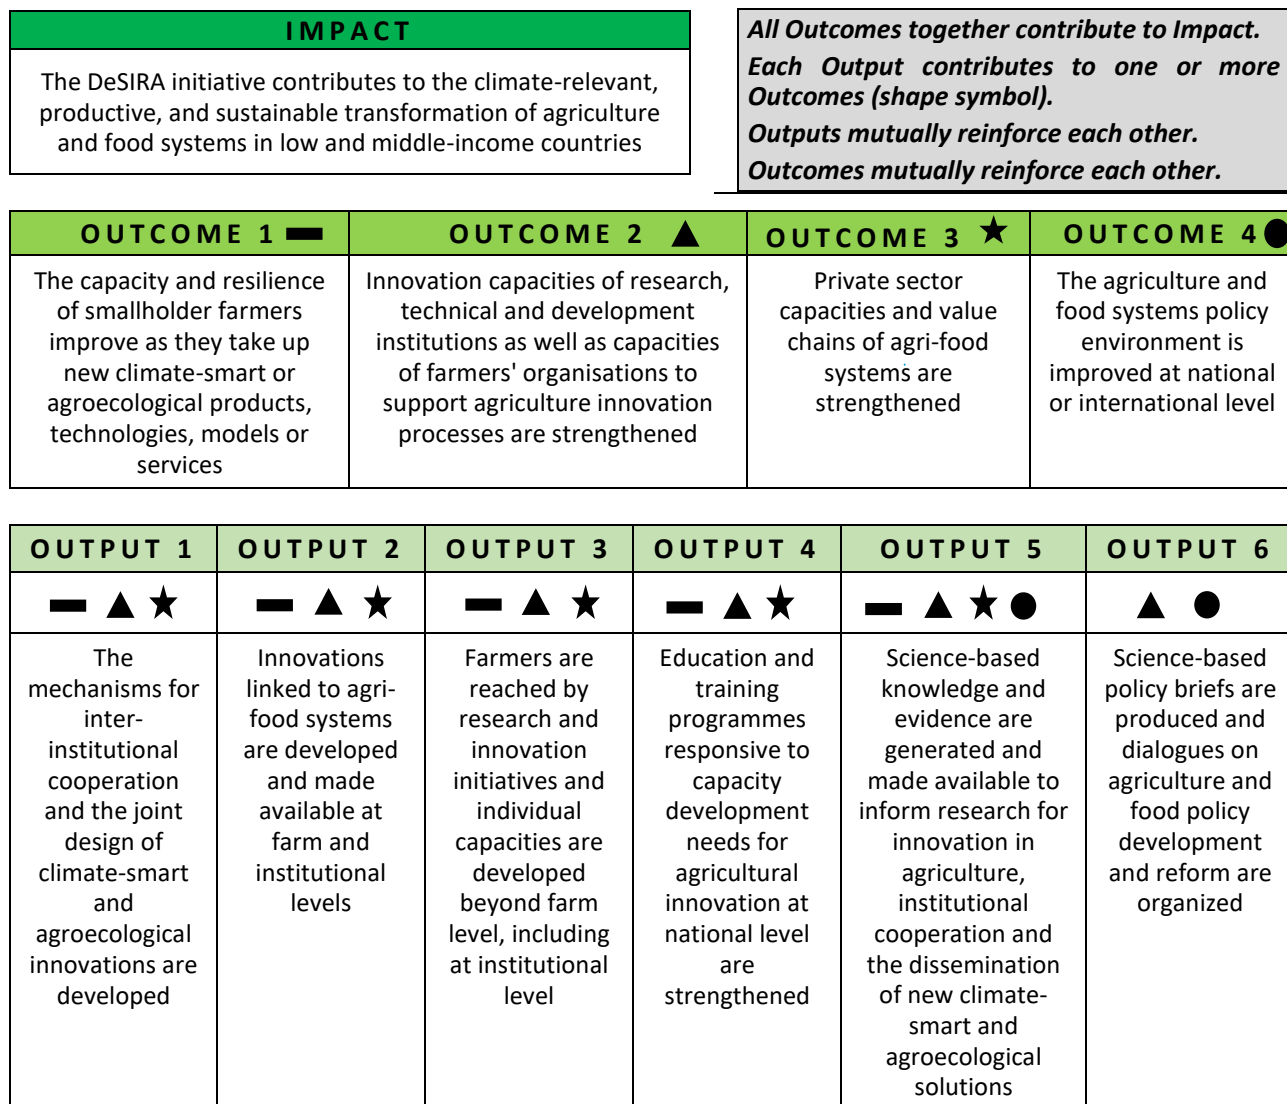 IMPACT
The DeSIRA initiative contributes to the climate-relevant,
productive, and sustainable transformation of agriculture
and food systems in low and middle-income countries
All Outcomes together contribute to Impact.
Each Output contributes to one or more
Outcomes (shape symbol).
Outputs mutually reinforce each other.
Outcomes mutually reinforce each other.
OUTCOME 1
The capacity and resilience
of smallholder farmers
improve as they take up
new climate-smart or
agroecological products,
technologies, models or
services
OUTCOME 2
Innovation capacities of research,
technical and development
institutions as well as capacities
of farmers' organisations to
support agriculture innovation
processes are strengthened
OUTCOME 3
Private sector
capacities and value
chains of agri-food
systems are
strengthened
OUTCOME 4
The agriculture and
food systems policy
environment is
improved at national
or international level
OUTPUT 1
The
mechanisms for
inter-
institutional
cooperation
and the joint
design of
climate-smart
and
agroecological
innovations are
developed
OUTPUT 2
Innovations
linked to agri-
food systems
are developed
and made
available at
farm and
institutional
levels
OUTPUT 3
Farmers are
reached by
research and
innovation
initiatives and
individual
capacities are
developed
beyond farm
level, including
at institutional
level
OUTPUT 4
Education and
training
programmes
responsive to
capacity
development
needs for
agricultural
innovation at
national level
are
strengthened
OUTPUT 5
Science-based
knowledge and
evidence are
generated and
made available to
inform research for
innovation in
agriculture,
institutional
cooperation and
the dissemination
of new climate-
smart and
agroecological
solutions
OUTPUT 6
Science-based
policy briefs are
produced and
dialogues on
agriculture and
food policy
development
and reform are
organized